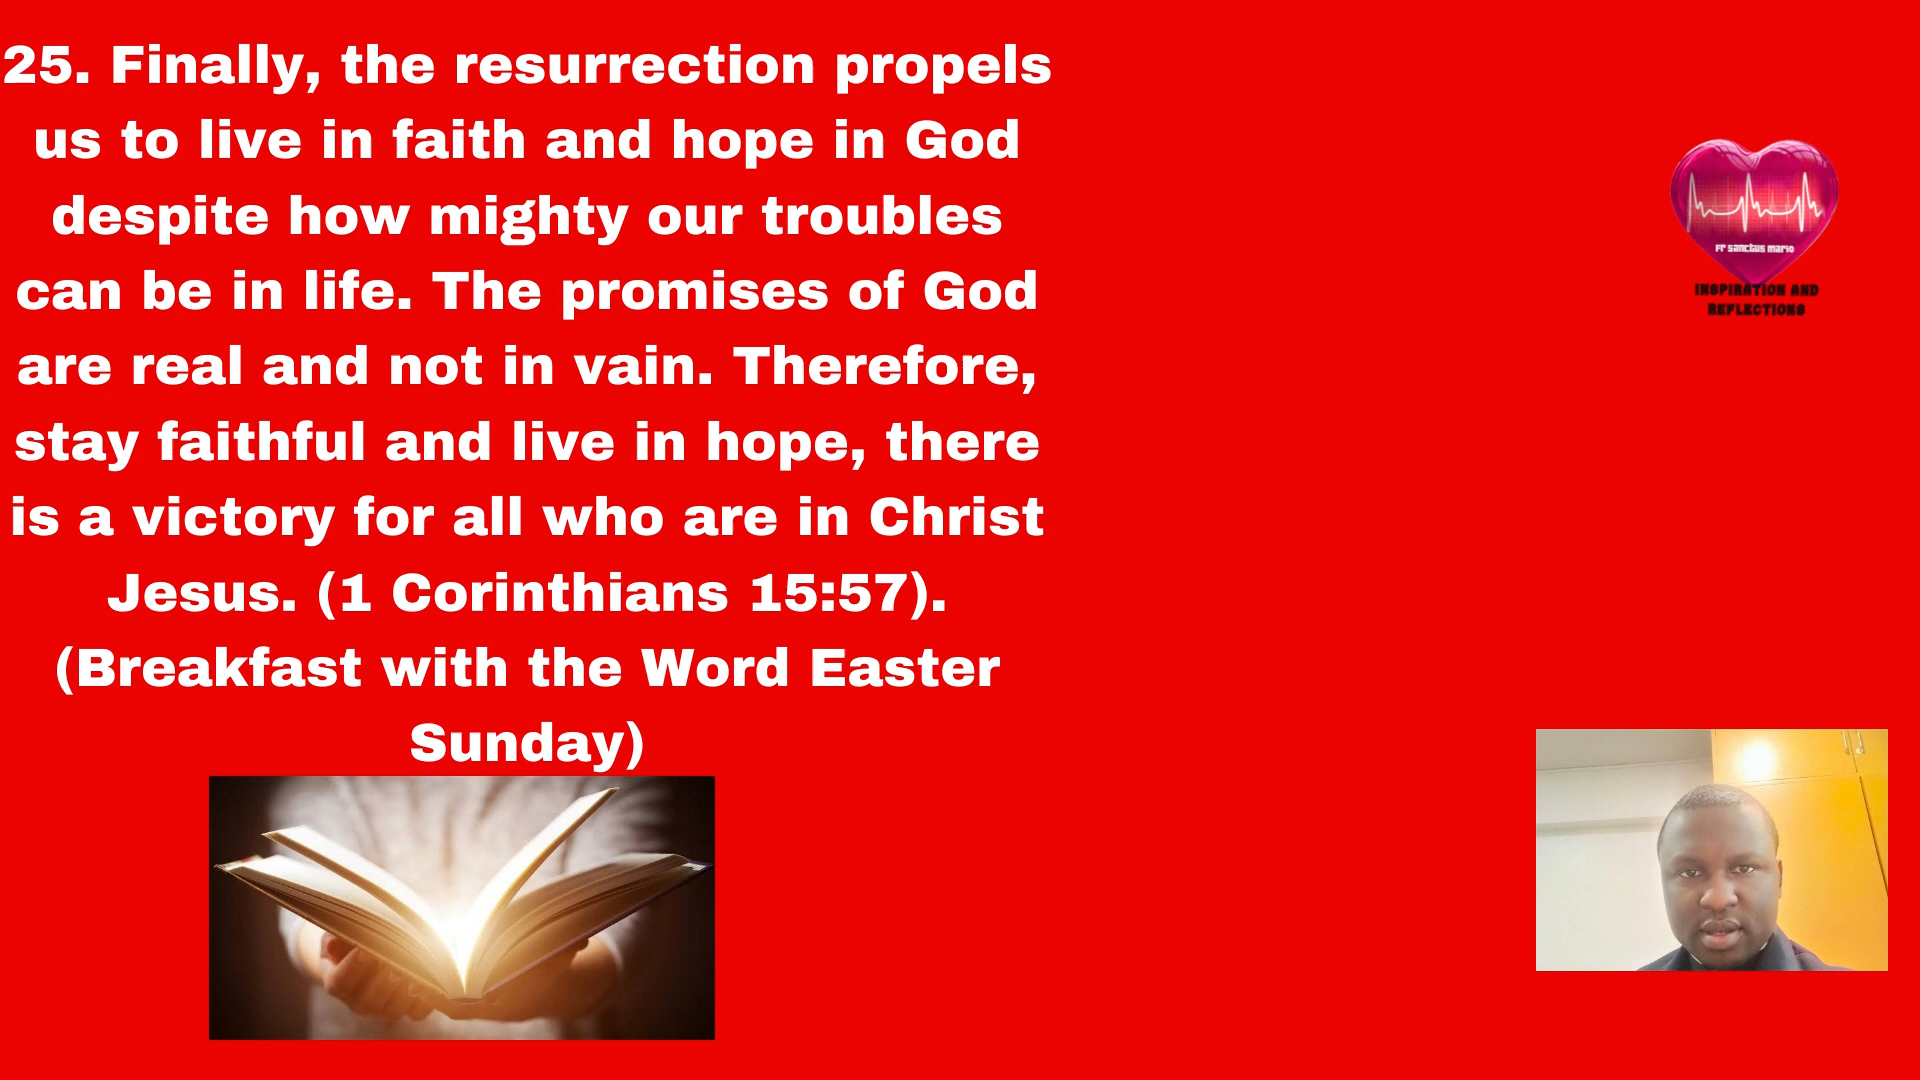 25. Finally, the resurrection propels
us to live in faith and hope in God
despite how mighty our troubles
can be in life. The promises of God
are real and not in vain. Therefore,
stay faithful and live in hope, there
is a victory for all who are in Christ
Jesus. (1 Corinthians 15:57).
(Breakfast with the Word Easter
Sunday)
Fr sanctus mario
INSPIRATION AND
REFLECTIONS